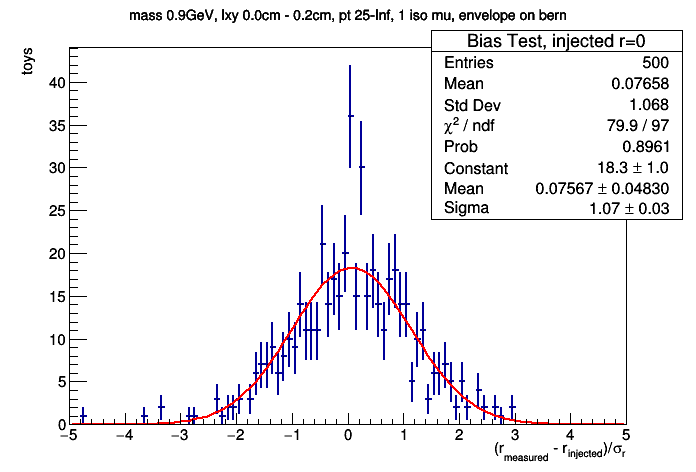 mass 0.9GeV, lxy 0.0cm - 0.2cm, pt 25-Inf, 1 iso mu, envelope on bern
Bias Test, injected r=0
Entries 500
Mean 0.07658
Std Dev 1.068
χ² / ndf 79.9 / 97
Prob 0.8961
Constant 18.3 ± 1.0
Mean 0.07567 ± 0.04830
Sigma 1.07 ± 0.03
toys
40
35
30
25
20
15
10
5
0
−5 −4 −3 −2 −1 0 1 2 3 4 5
(r_measured - r_injected)/σ_r